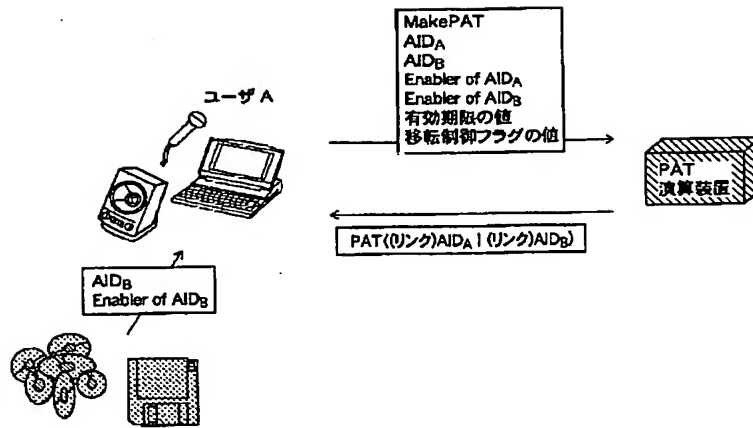 MakePAT
AIDA
AIDB
Enabler of AIDA
Enabler of AIDB
有効期限の値
移転制御フラグの値
ユーザ A
PAT
演算装置
PAT((リンク)AIDA | (リンク)AIDB)
AIDB
Enabler of AIDB